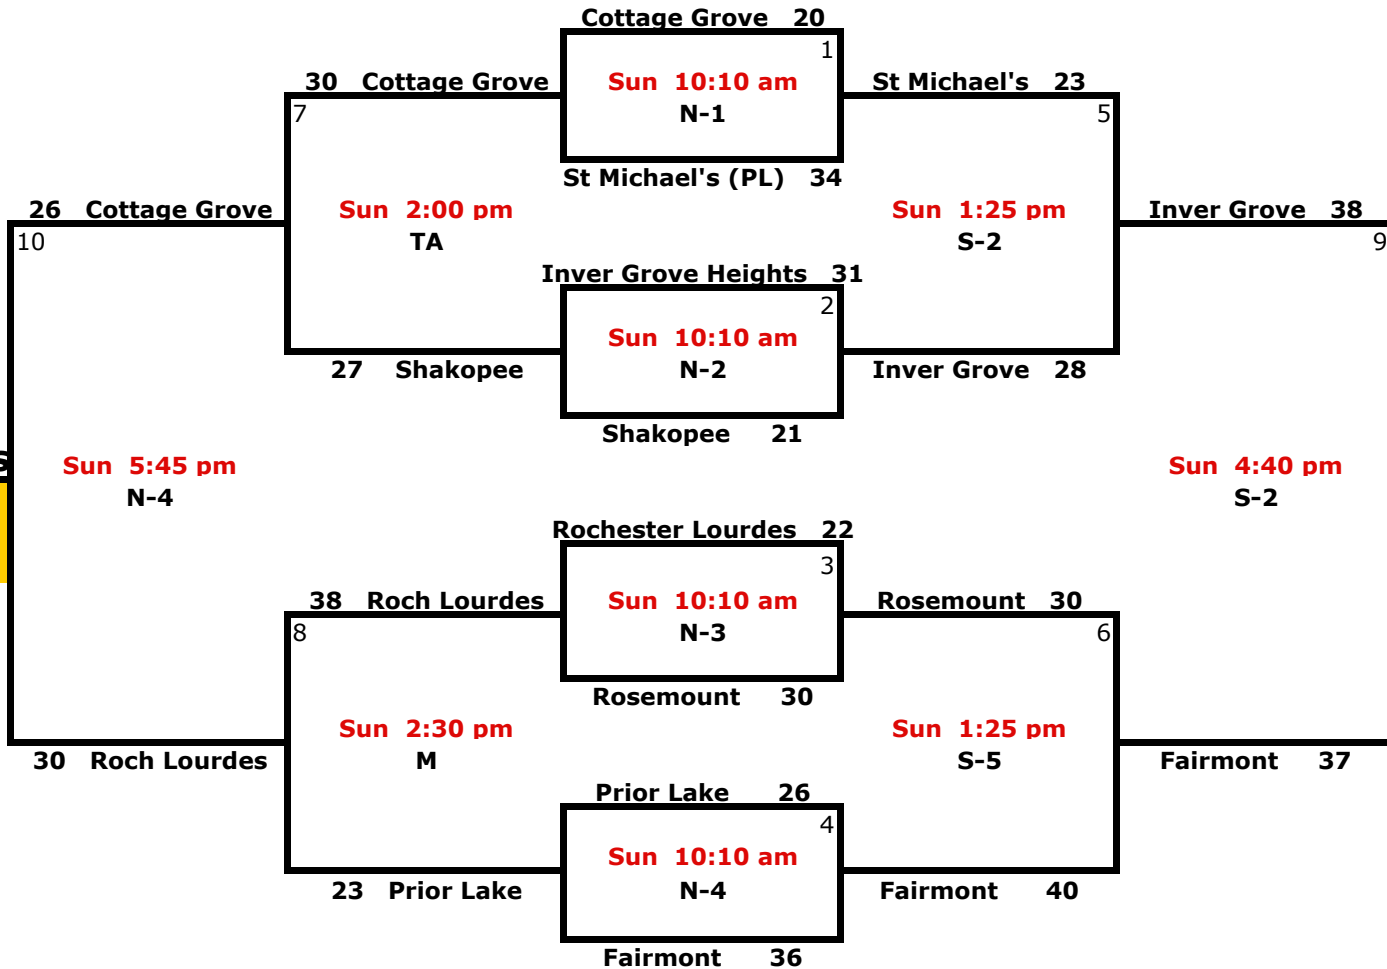 Cottage Grove 20
1
30 Cottage Grove
Sun 10:10 am
St Michael's 23
7
N-1
5
St Michael's (PL) 34
26 Cottage Grove
Sun 2:00 pm
Sun 1:25 pm
Inver Grove 38
10
TA
S-2
9
Inver Grove Heights 31
2
Sun 10:10 am
27 Shakopee
N-2
Inver Grove 28
Shakopee 21
Sun 5:45 pm
Sun 4:40 pm
N-4
S-2
Rochester Lourdes 22
3
38 Roch Lourdes
Sun 10:10 am
Rosemount 30
8
N-3
6
Rosemount 30
Sun 2:30 pm
Sun 1:25 pm
30 Roch Lourdes
M
S-5
Fairmont 37
Prior Lake 26
4
Sun 10:10 am
23 Prior Lake
N-4
Fairmont 40
Fairmont 36